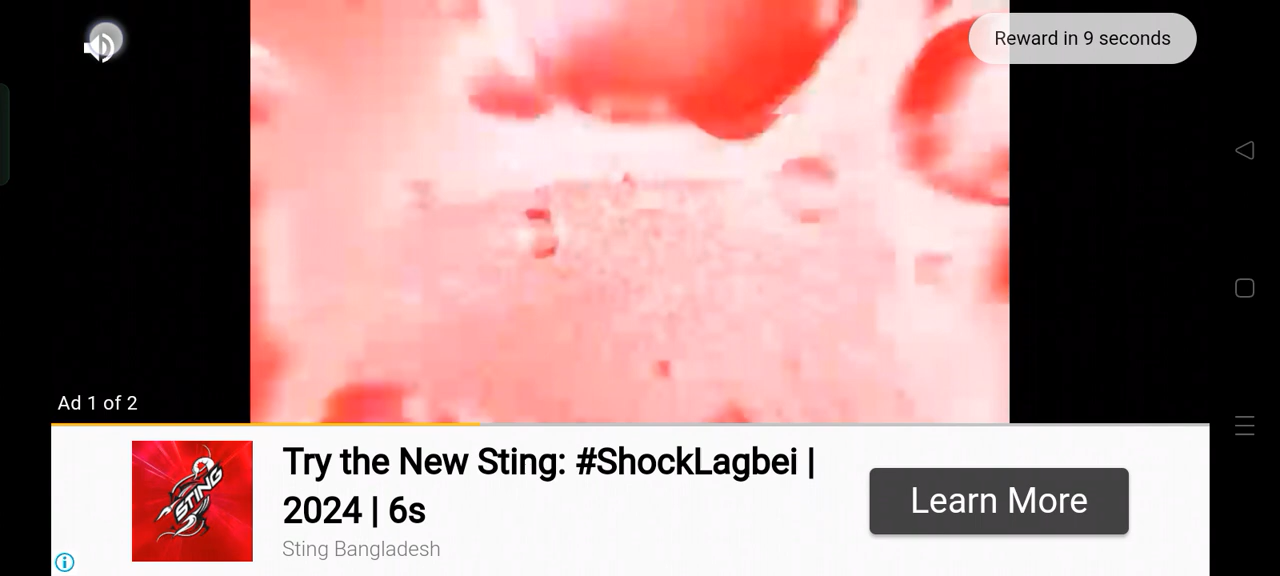 Reward in 9 seconds
Ad 1 of 2
STING
Try the New Sting: #ShockLagbei |
2024 | 6s
Sting Bangladesh
Learn More